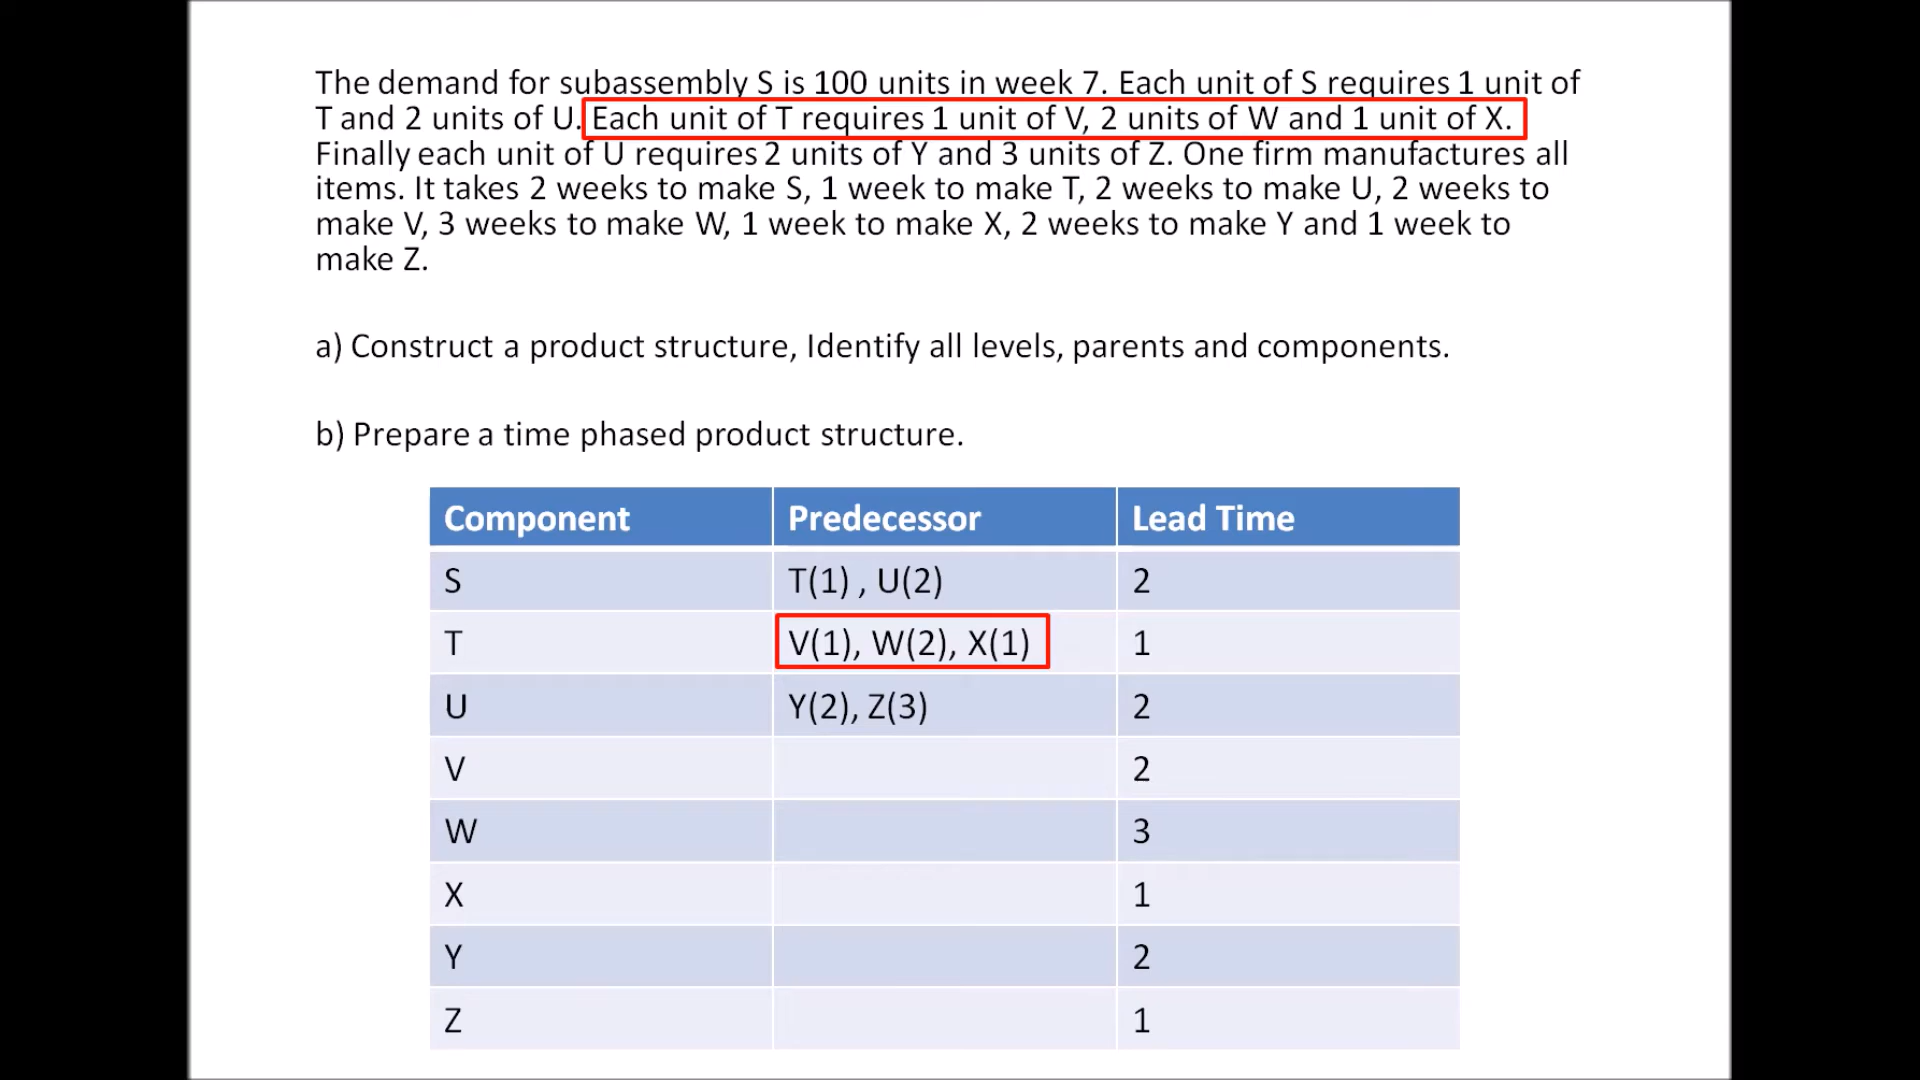 The demand for subassembly S is 100 units in week 7. Each unit of S requires 1 unit of
T and 2 units of U. Each unit of T requires 1 unit of V, 2 units of W and 1 unit of X.
Finally each unit of U requires 2 units of Y and 3 units of Z. One firm manufactures all
items. It takes 2 weeks to make S, 1 week to make T, 2 weeks to make U, 2 weeks to
make V, 3 weeks to make W, 1 week to make X, 2 weeks to make Y and 1 week to
make Z.
a) Construct a product structure, Identify all levels, parents and components.
b) Prepare a time phased product structure.
Component Predecessor Lead Time
S T(1) , U(2) 2
T V(1), W(2), X(1) 1
U Y(2), Z(3) 2
V 2
W 3
X 1
Y 2
Z 1